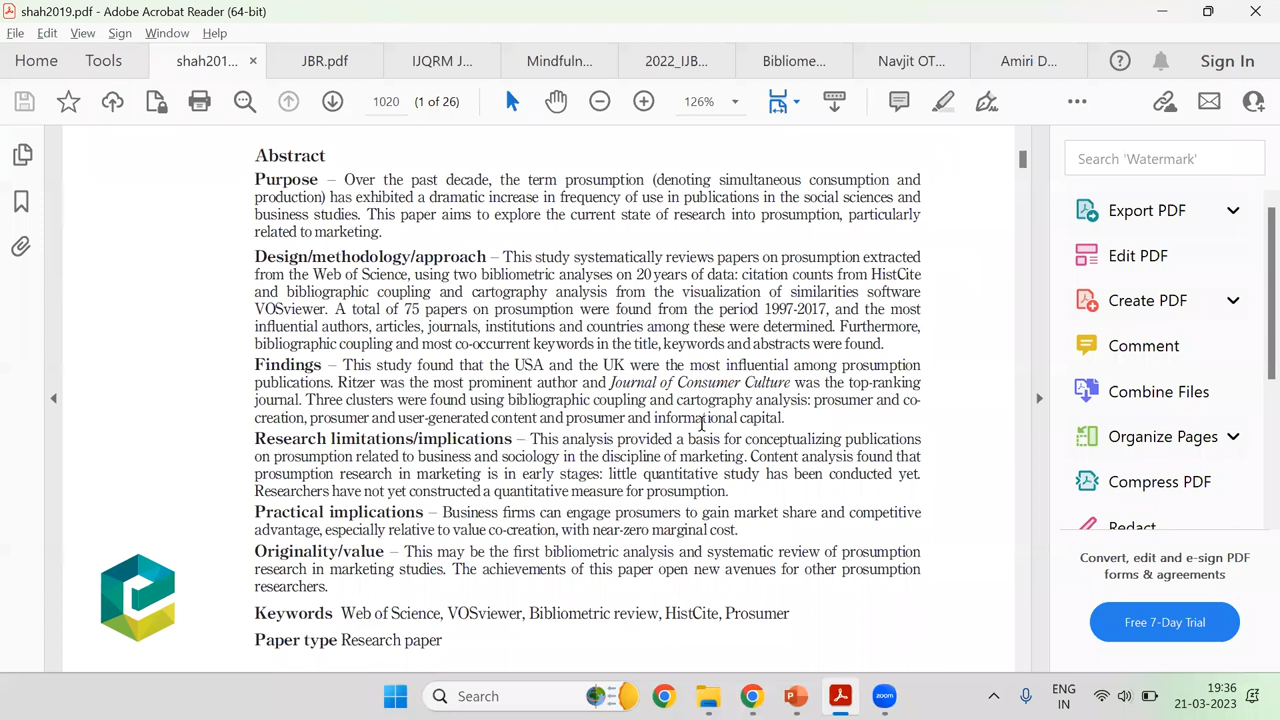 shah2019.pdf - Adobe Acrobat Reader (64-bit)
File Edit View Sign Window Help
Home Tools shah201... × JBR.pdf IJQRM J... Mindfuln... 2022_IJB... Bibliome... Navjit OT... Amiri D... Sign In
1020 (1 of 26) 126%
Search 'Watermark'
Abstract
Purpose – Over the past decade, the term prosumption (denoting simultaneous consumption and
production) has exhibited a dramatic increase in frequency of use in publications in the social sciences and
business studies. This paper aims to explore the current state of research into prosumption, particularly
related to marketing.
Design/methodology/approach – This study systematically reviews papers on prosumption extracted
from the Web of Science, using two bibliometric analyses on 20 years of data: citation counts from HistCite
and bibliographic coupling and cartography analysis from the visualization of similarities software
VOSviewer. A total of 75 papers on prosumption were found from the period 1997-2017, and the most
influential authors, articles, journals, institutions and countries among these were determined. Furthermore,
bibliographic coupling and most co-occurrent keywords in the title, keywords and abstracts were found.
Findings – This study found that the USA and the UK were the most influential among prosumption
publications. Ritzer was the most prominent author and Journal of Consumer Culture was the top-ranking
journal. Three clusters were found using bibliographic coupling and cartography analysis: prosumer and co-
creation, prosumer and user-generated content and prosumer and informational capital.
Research limitations/implications – This analysis provided a basis for conceptualizing publications
on prosumption related to business and sociology in the discipline of marketing. Content analysis found that
prosumption research in marketing is in early stages: little quantitative study has been conducted yet.
Researchers have not yet constructed a quantitative measure for prosumption.
Practical implications – Business firms can engage prosumers to gain market share and competitive
advantage, especially relative to value co-creation, with near-zero marginal cost.
Originality/value – This may be the first bibliometric analysis and systematic review of prosumption
research in marketing studies. The achievements of this paper open new avenues for other prosumption
researchers.
Keywords Web of Science, VOSviewer, Bibliometric review, HistCite, Prosumer
Paper type Research paper
Export PDF
Edit PDF
Create PDF
Comment
Combine Files
Organize Pages
Compress PDF
Redact
Convert, edit and e-sign PDF
forms & agreements
Free 7-Day Trial
Search
zoom
ENG
IN
19:36
21-03-2023